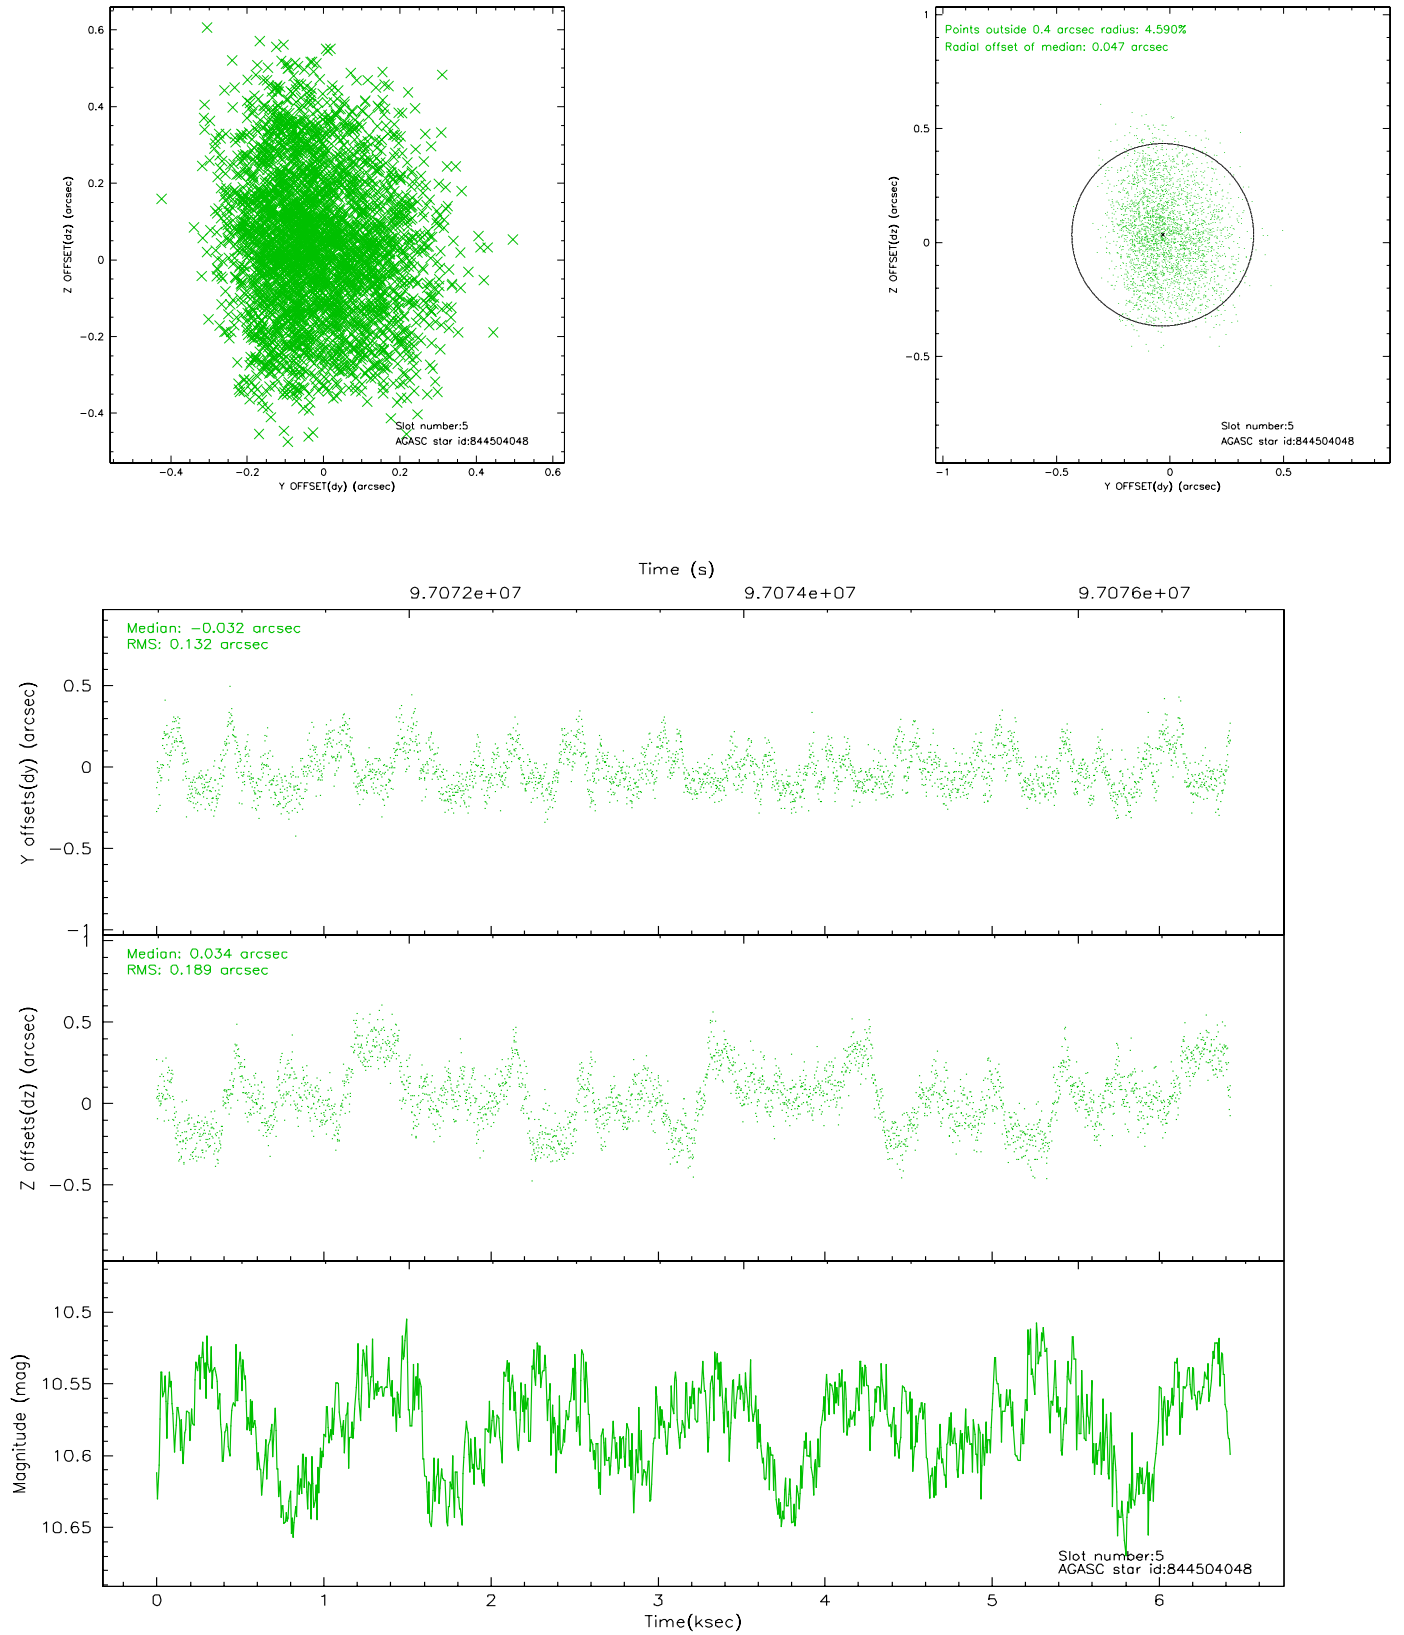 0.6
0.4
0.2
0
−0.2
−0.4
Z OFFSET(dz) (arcsec)
Slot number:5
AGASC star id:844504048
−0.4 −0.2 0 0.2 0.4 0.6
Y OFFSET(dy) (arcsec)
1
0.5
0
−0.5
Z OFFSET(dz) (arcsec)
Points outside 0.4 arcsec radius: 4.590%
Radial offset of median: 0.047 arcsec
Slot number:5
AGASC star id:844504048
−1 −0.5 0 0.5
Y OFFSET(dy) (arcsec)
Time (s)
9.7072e+07 9.7074e+07 9.7076e+07
Median: −0.032 arcsec
RMS: 0.132 arcsec
0.5
0
−0.5
−1
Y offsets(dy) (arcsec)
1
Median: 0.034 arcsec
RMS: 0.189 arcsec
0.5
0
−0.5
Z offsets(dz) (arcsec)
10.5
10.55
10.6
10.65
Magnitude (mag)
Slot number:5
AGASC star id:844504048
0 1 2 3 4 5 6
Time(ksec)